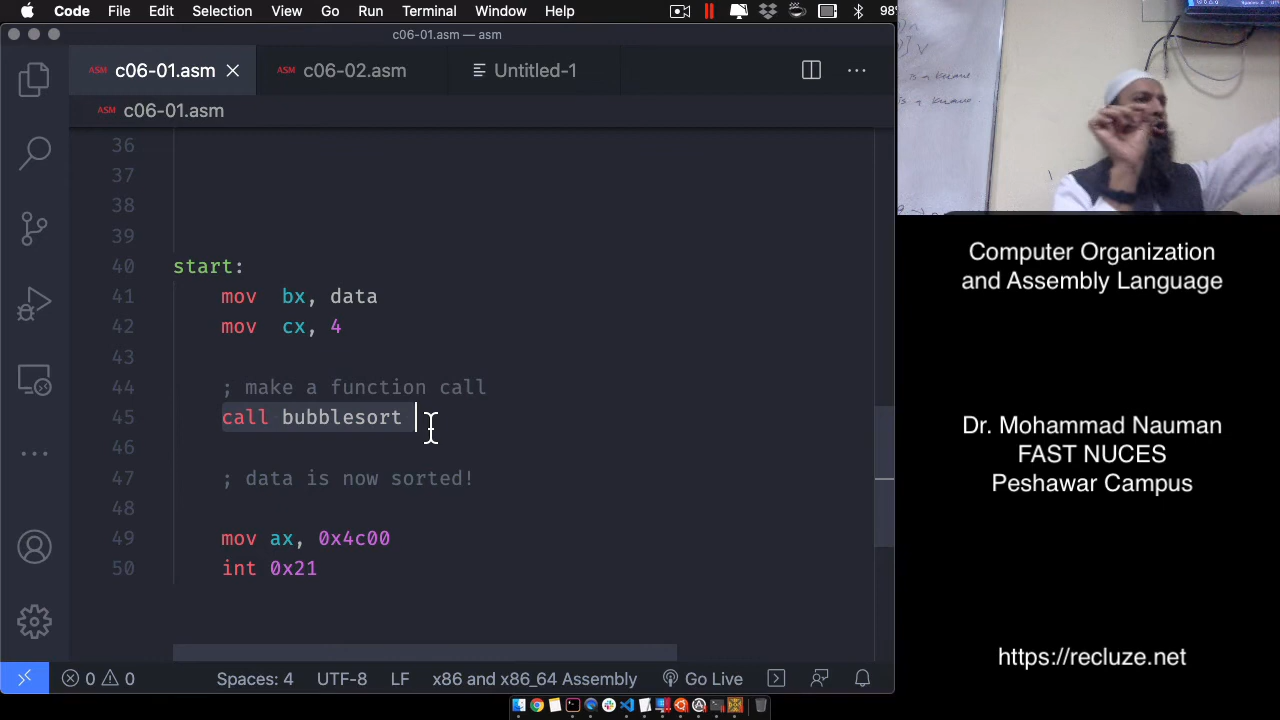 Code File Edit Selection View Go Run Terminal Window Help 98%
c06-01.asm — asm
ASM c06-01.asm ASM c06-02.asm Untitled-1
ASM c06-01.asm
36
37
38
39
40 start:
41 mov bx, data
42 mov cx, 4
43
44 ; make a function call
45 call bubblesort
46
47 ; data is now sorted!
48
49 mov ax, 0x4c00
50 int 0x21
0 0 Spaces: 4 UTF-8 LF x86 and x86_64 Assembly Go Live
Computer Organization
and Assembly Language
Dr. Mohammad Nauman
FAST NUCES
Peshawar Campus
https://recluze.net